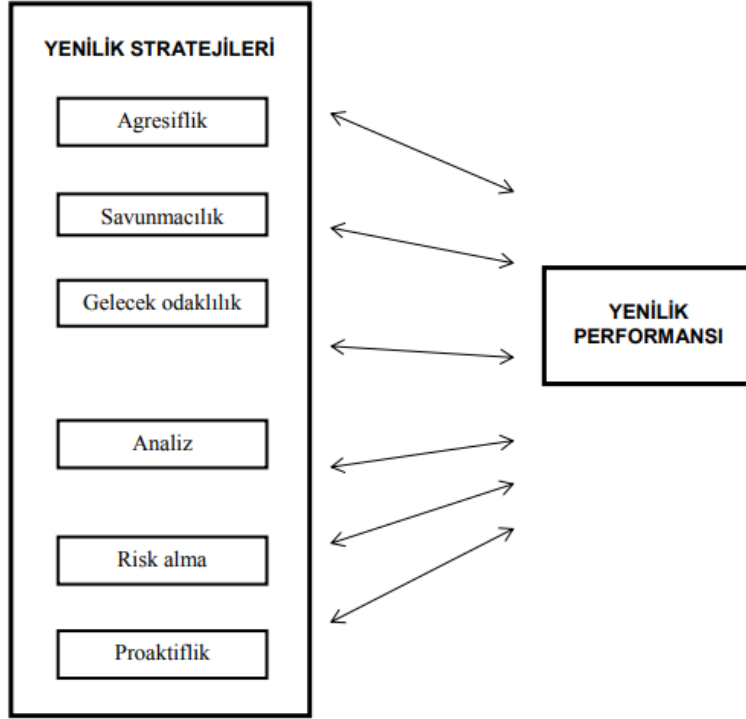 YENİLİK STRATEJİLERİ
Agresiflik
Savunmacılık
Gelecek odaklılık
Analiz
Risk alma
Proaktiflik
YENİLİK
PERFORMANSI